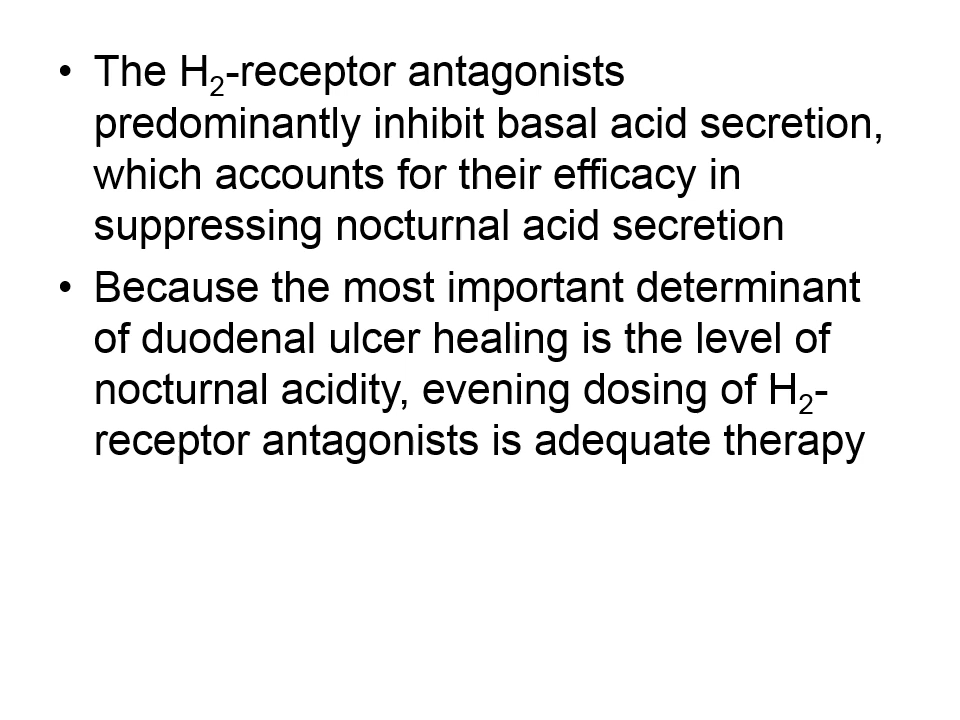 • The H₂-receptor antagonists
predominantly inhibit basal acid secretion,
which accounts for their efficacy in
suppressing nocturnal acid secretion
• Because the most important determinant
of duodenal ulcer healing is the level of
nocturnal acidity, evening dosing of H₂-
receptor antagonists is adequate therapy